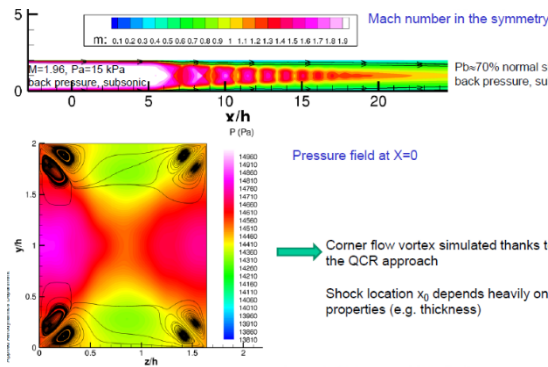 5
m: 0.1 0.2 0.3 0.4 0.5 0.6 0.7 0.8 0.9 1 1.1 1.2 1.3 1.4 1.5 1.6 1.7 1.8 1.9
Mach number in the symmetry
M=1.96, Pa=15 kPa
back pressure, subsonic
Pb≈70% normal s
back pressure, su
0
0 5 10 15 20
x/h
P (Pa)
Pressure field at X=0
2
1.5
1
0.5
0
y/h
0 0.5 1 1.5 2
z/h
14960
14910
14860
14810
14760
14710
14660
14610
14560
14510
14460
14410
14360
14310
14260
14210
14160
14110
14060
14010
13960
13910
13860
13810
Corner flow vortex simulated thanks t
the QCR approach
Shock location x0 depends heavily on
properties (e.g. thickness)